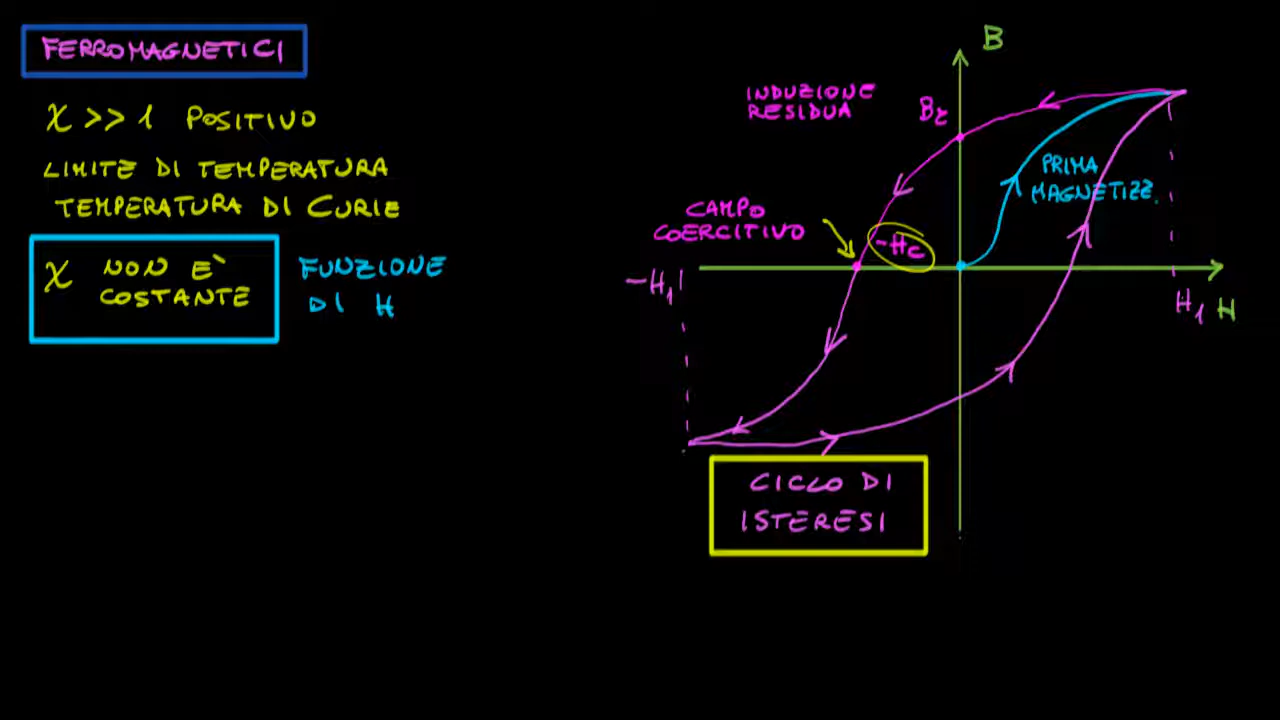 FERROMAGNETICI
χ >> 1 POSITIVO
LIMITE DI TEMPERATURA
TEMPERATURA DI CURIE
χ NON È
COSTANTE
FUNZIONE
DI H
B
INDUZIONE
RESIDUA
Br
PRIMA
MAGNETIZZ.
CAMPO
COERCITIVO
-Hc
-H1
H1
H
CICLO DI
ISTERESI